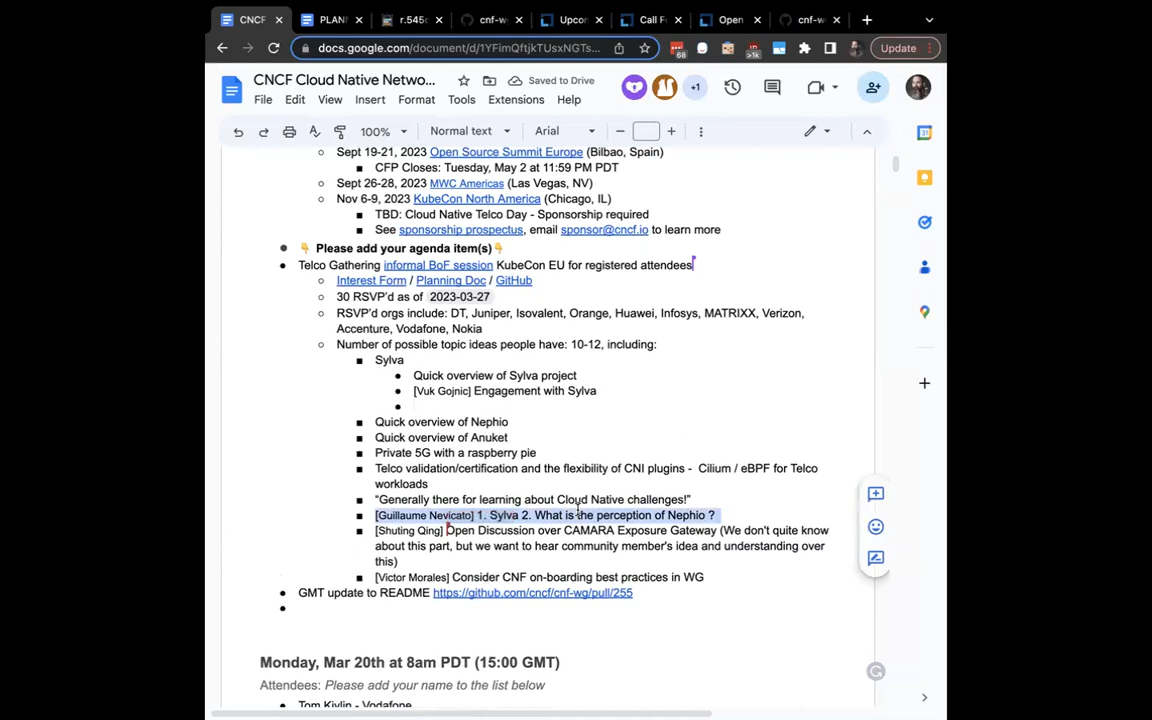 CNCF
PLANN
r.545c
cnf-w
Upcor
Call F
Open
cnf-w
docs.google.com/document/d/1YFimQftjkTUsxNGTs...
68
>1k
Update
CNCF Cloud Native Netwo...
Saved to Drive
+1
File Edit View Insert Format Tools Extensions Help
100% Normal text Arial
31
Sept 19-21, 2023 Open Source Summit Europe (Bilbao, Spain)
CFP Closes: Tuesday, May 2 at 11:59 PM PDT
Sept 26-28, 2023 MWC Americas (Las Vegas, NV)
Nov 6-9, 2023 KubeCon North America (Chicago, IL)
TBD: Cloud Native Telco Day - Sponsorship required
See sponsorship prospectus, email sponsor@cncf.io to learn more
👇 Please add your agenda item(s)👇
Telco Gathering informal BoF session KubeCon EU for registered attendees
Interest Form / Planning Doc / GitHub
30 RSVP'd as of 2023-03-27
RSVP'd orgs include: DT, Juniper, Isovalent, Orange, Huawei, Infosys, MATRIXX, Verizon,
Accenture, Vodafone, Nokia
Number of possible topic ideas people have: 10-12, including:
Sylva
Quick overview of Sylva project
[Vuk Gojnic] Engagement with Sylva
Quick overview of Nephio
Quick overview of Anuket
Private 5G with a raspberry pie
Telco validation/certification and the flexibility of CNI plugins - Cilium / eBPF for Telco
workloads
“Generally there for learning about Cloud Native challenges!”
[Guillaume Nevicato] 1. Sylva 2. What is the perception of Nephio ?
[Shuting Qing] Open Discussion over CAMARA Exposure Gateway (We don't quite know
about this part, but we want to hear community member's idea and understanding over
this)
[Victor Morales] Consider CNF on-boarding best practices in WG
GMT update to README https://github.com/cncf/cnf-wg/pull/255
Monday, Mar 20th at 8am PDT (15:00 GMT)
Attendees: Please add your name to the list below
Tom Kivlin - Vodafone